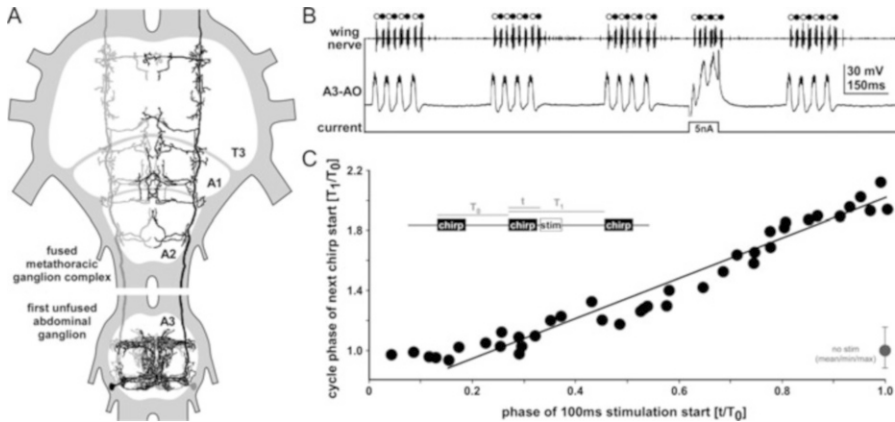 A
T3
A1
A2
fused
metathoracic
ganglion complex
first unfused
abdominal
ganglion
A3
B
wing
nerve
A3-AO
current
5nA
30 mV
150ms
C
cycle phase of next chirp start [T1/T0]
2.2
1.8
1.4
1.0
T0
t
T1
chirp
chirp
stim
chirp
no stim
(mean/min/max)
0
0.2
0.4
0.6
0.8
1.0
phase of 100ms stimulation start [t/T0]